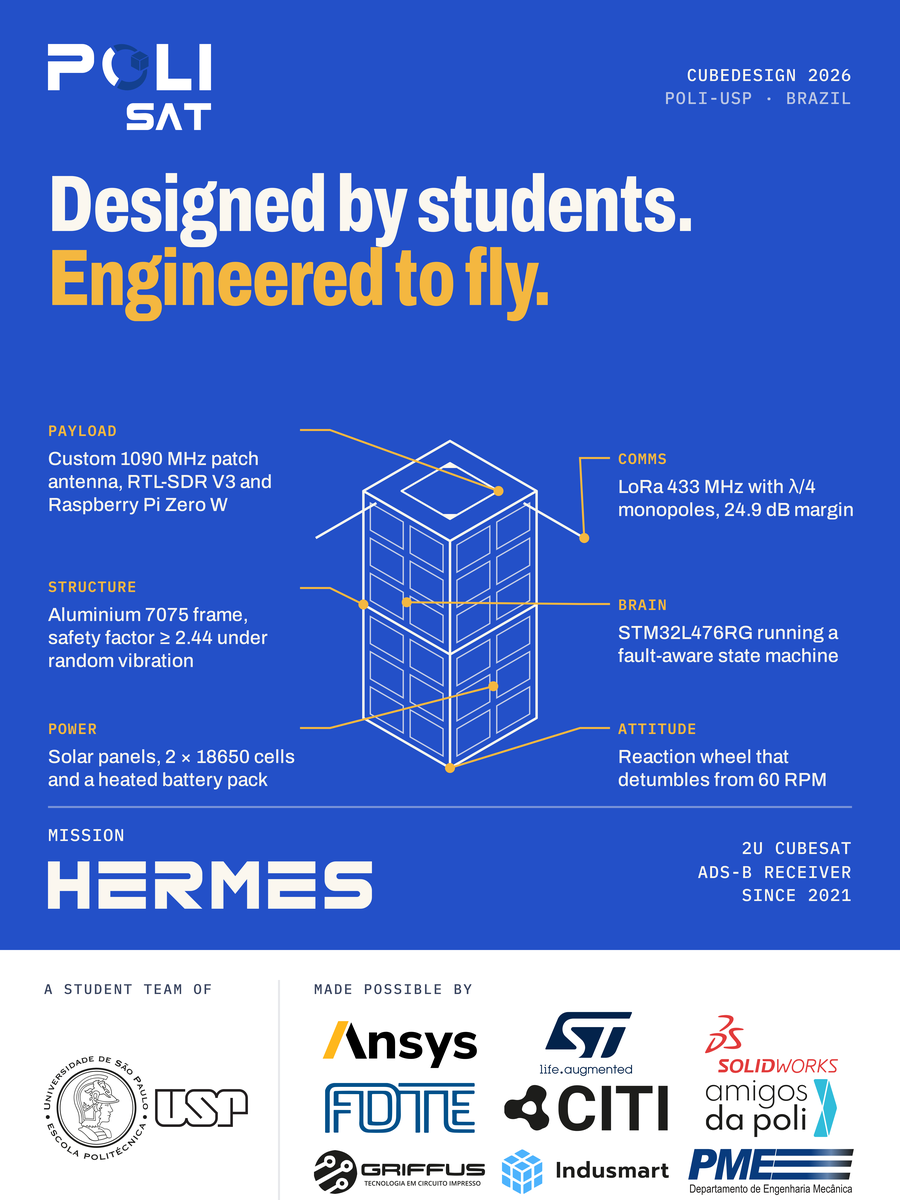 POLI
SAT
CUBEDESIGN 2026
POLI-USP · BRAZIL
Designed by students.
Engineered to fly.
PAYLOAD
Custom 1090 MHz patch
antenna, RTL-SDR V3 and
Raspberry Pi Zero W
COMMS
LoRa 433 MHz with λ/4
monopoles, 24.9 dB margin
STRUCTURE
Aluminium 7075 frame,
safety factor ≥ 2.44 under
random vibration
BRAIN
STM32L476RG running a
fault-aware state machine
POWER
Solar panels, 2 × 18650 cells
and a heated battery pack
ATTITUDE
Reaction wheel that
detumbles from 60 RPM
MISSION
HERMES
2U CUBESAT
ADS-B RECEIVER
SINCE 2021
A STUDENT TEAM OF
UNIVERSIDADE DE SÃO PAULO
ESCOLA POLITÉCNICA
USP
MADE POSSIBLE BY
Ansys
ST
life.augmented
3DS
SOLIDWORKS
FDTE
CITI
amigos
da poli
GRIFFUS
TECNOLOGIA EM CIRCUITO IMPRESSO
Indusmart
PME
Departamento de Engenharia Mecânica